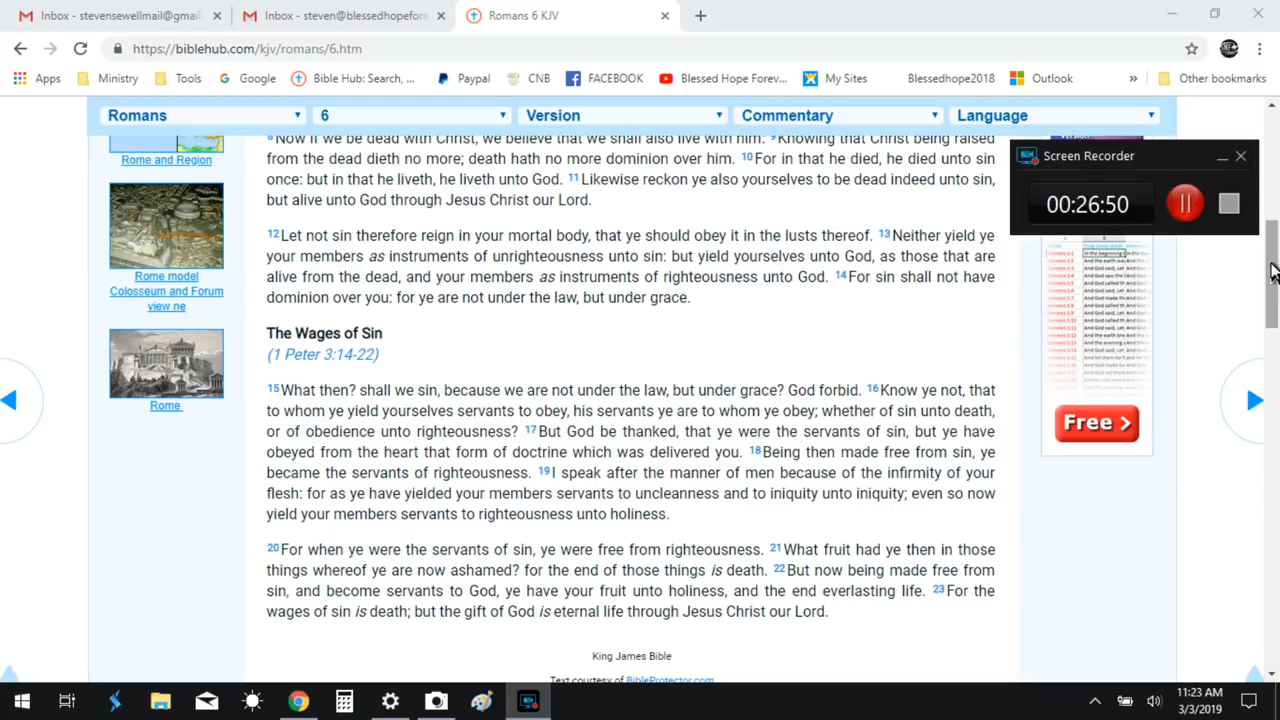 Inbox - stevensewellmail@gmai
Inbox - steven@blessedhopefore
Romans 6 KJV
https://biblehub.com/kjv/romans/6.htm
Apps
Ministry
Tools
Google
Bible Hub: Search, ...
Paypal
CNB
FACEBOOK
Blessed Hope Forev...
My Sites
Blessedhope2018
Outlook
»
Other bookmarks
Romans
6
Version
Commentary
Language
8 Now if we be dead with Christ, we believe that we shall also live with him. 9 Knowing that Christ being raised
from the dead dieth no more; death hath no more dominion over him. 10 For in that he died, he died unto sin
once: but in that he liveth, he liveth unto God. 11 Likewise reckon ye also yourselves to be dead indeed unto sin,
but alive unto God through Jesus Christ our Lord.
12 Let not sin therefore reign in your mortal body, that ye should obey it in the lusts thereof. 13 Neither yield ye
your members as instruments of unrighteousness unto sin: but yield yourselves unto God, as those that are
alive from the dead, and your members as instruments of righteousness unto God. 14 For sin shall not have
dominion over you: for ye are not under the law, but under grace.
The Wages of Sin
(1 Peter 3:14-22)
15 What then? shall we sin, because we are not under the law, but under grace? God forbid. 16 Know ye not, that
to whom ye yield yourselves servants to obey, his servants ye are to whom ye obey; whether of sin unto death,
or of obedience unto righteousness? 17 But God be thanked, that ye were the servants of sin, but ye have
obeyed from the heart that form of doctrine which was delivered you. 18 Being then made free from sin, ye
became the servants of righteousness. 19 I speak after the manner of men because of the infirmity of your
flesh: for as ye have yielded your members servants to uncleanness and to iniquity unto iniquity; even so now
yield your members servants to righteousness unto holiness.
20 For when ye were the servants of sin, ye were free from righteousness. 21 What fruit had ye then in those
things whereof ye are now ashamed? for the end of those things is death. 22 But now being made free from
sin, and become servants to God, ye have your fruit unto holiness, and the end everlasting life. 23 For the
wages of sin is death; but the gift of God is eternal life through Jesus Christ our Lord.
King James Bible
Text courtesy of BibleProtector.com
Rome and Region
Rome model
Colosseum and Forum
view ne
Rome
Screen Recorder
00:26:50
Free >
11:23 AM
3/3/2019